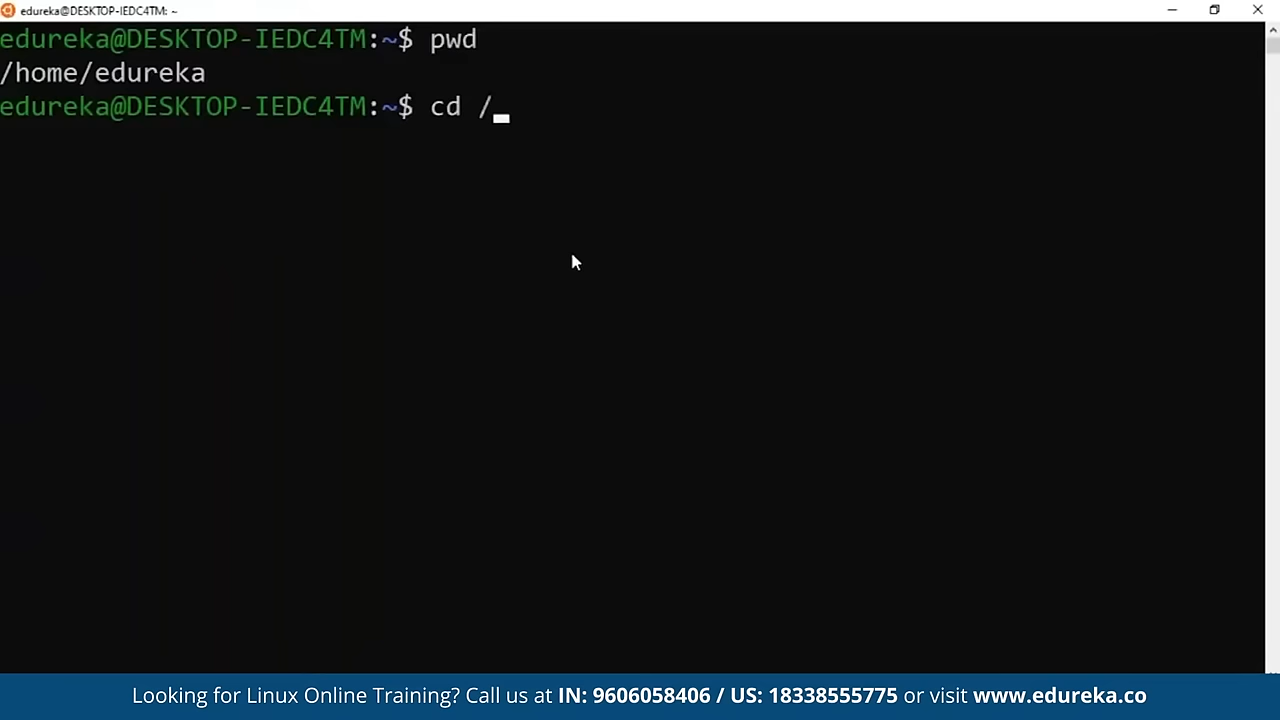 edureka@DESKTOP-IEDC4TM: ~
edureka@DESKTOP-IEDC4TM:~$ pwd
/home/edureka
edureka@DESKTOP-IEDC4TM:~$ cd /
Looking for Linux Online Training? Call us at IN: 9606058406 / US: 18338555775 or visit www.edureka.co